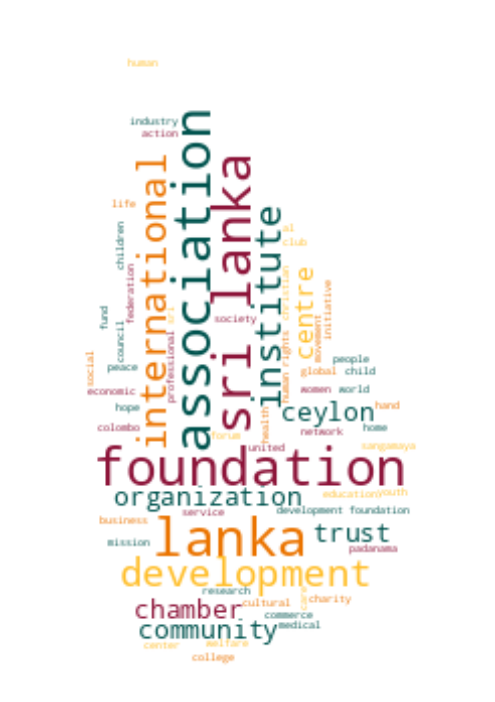 human
industry
action
association
international
sri lanka
life
institute
children
al
club
federation
christian
centre
fund
sri
society
initiative
movement
council
professional
human rights
social
peace
people
global
child
economic
women
world
hope
ceylon
hand
colombo
forum
health
network
home
united
sangamaya
foundation
organization
education
youth
service
development foundation
business
lanka
trust
mission
padanama
development
research
care
charity
chamber
cultural
commerce
community
medical
center
welfare
college